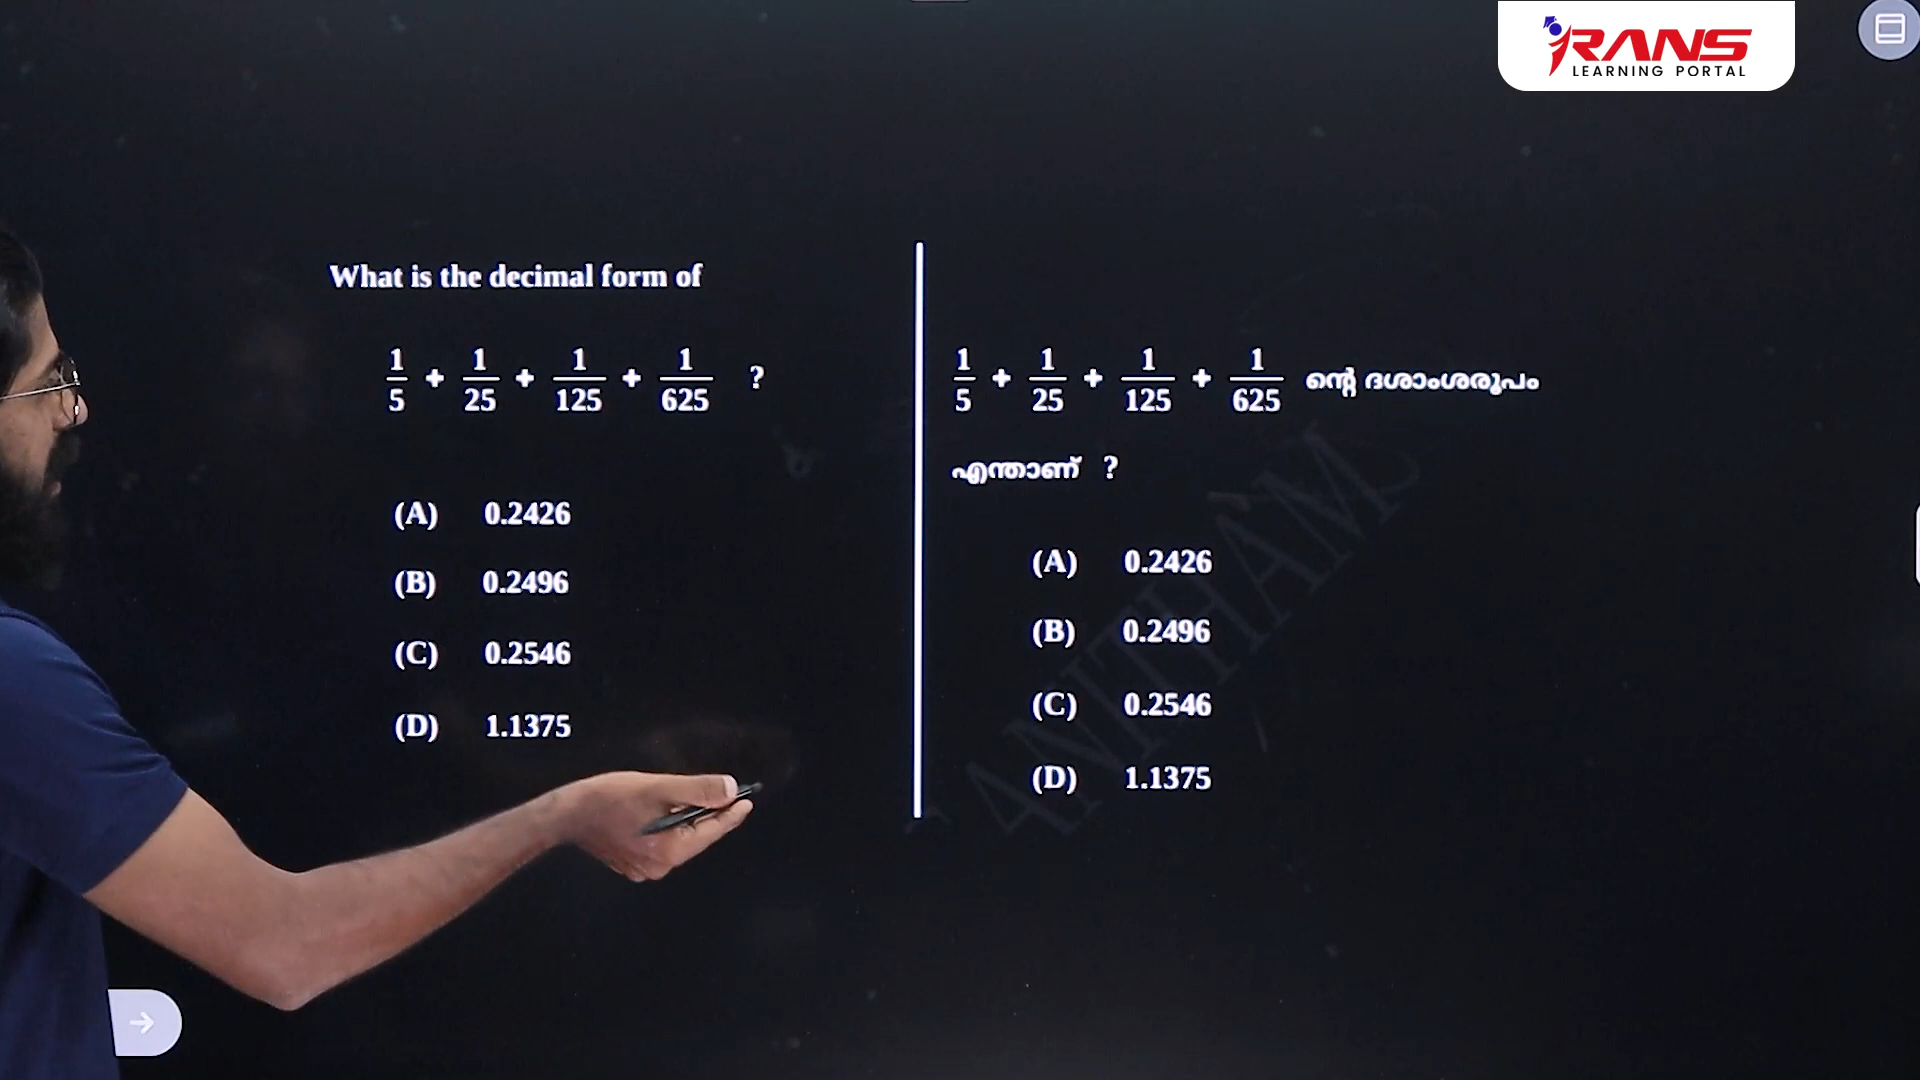 RANS
LEARNING PORTAL
What is the decimal form of
1/5 + 1/25 + 1/125 + 1/625 ?
(A) 0.2426
(B) 0.2496
(C) 0.2546
(D) 1.1375
1/5 + 1/25 + 1/125 + 1/625 ന്റെ ദശാംശരൂപം
എന്താണ് ?
(A) 0.2426
(B) 0.2496
(C) 0.2546
(D) 1.1375